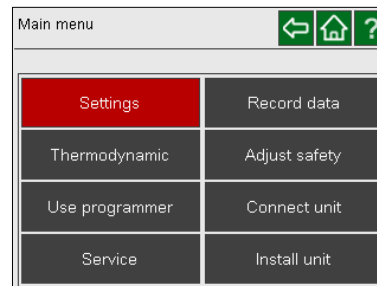 Main menu
?
Settings
Record data
Thermodynamic
Adjust safety
Use programmer
Connect unit
Service
Install unit